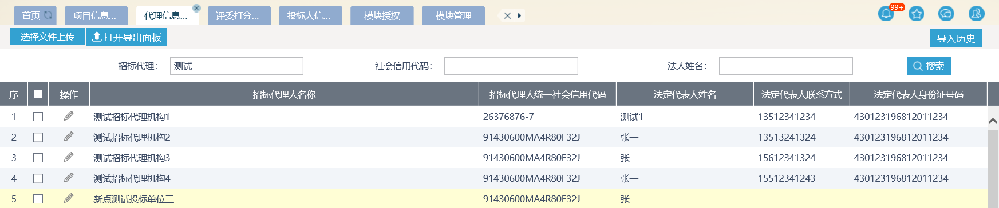 首页 项目信息... 代理信息... 评委打分... 投标人信... 模块授权 模块管理 99+
选择文件上传 打开导出面板 导入历史
招标代理： 测试 社会信用代码： 法人姓名： 搜索
序 操作 招标代理人名称 招标代理人统一社会信用代码 法定代表人姓名 法定代表人联系方式 法定代表人身份证号码
1 测试招标代理机构1 26376876-7 测试1 13512341234 430123196812011234
2 测试招标代理机构2 91430600MA4R80F32J 张一 13513241324 430123196812011234
3 测试招标代理机构3 91430600MA4R80F32J 张一 15612341324 430123196812011234
4 测试招标代理机构4 91430600MA4R80F32J 张一 15512341243 430123196812011234
5 新点测试投标单位三 91430600MA4R80F32J 张一